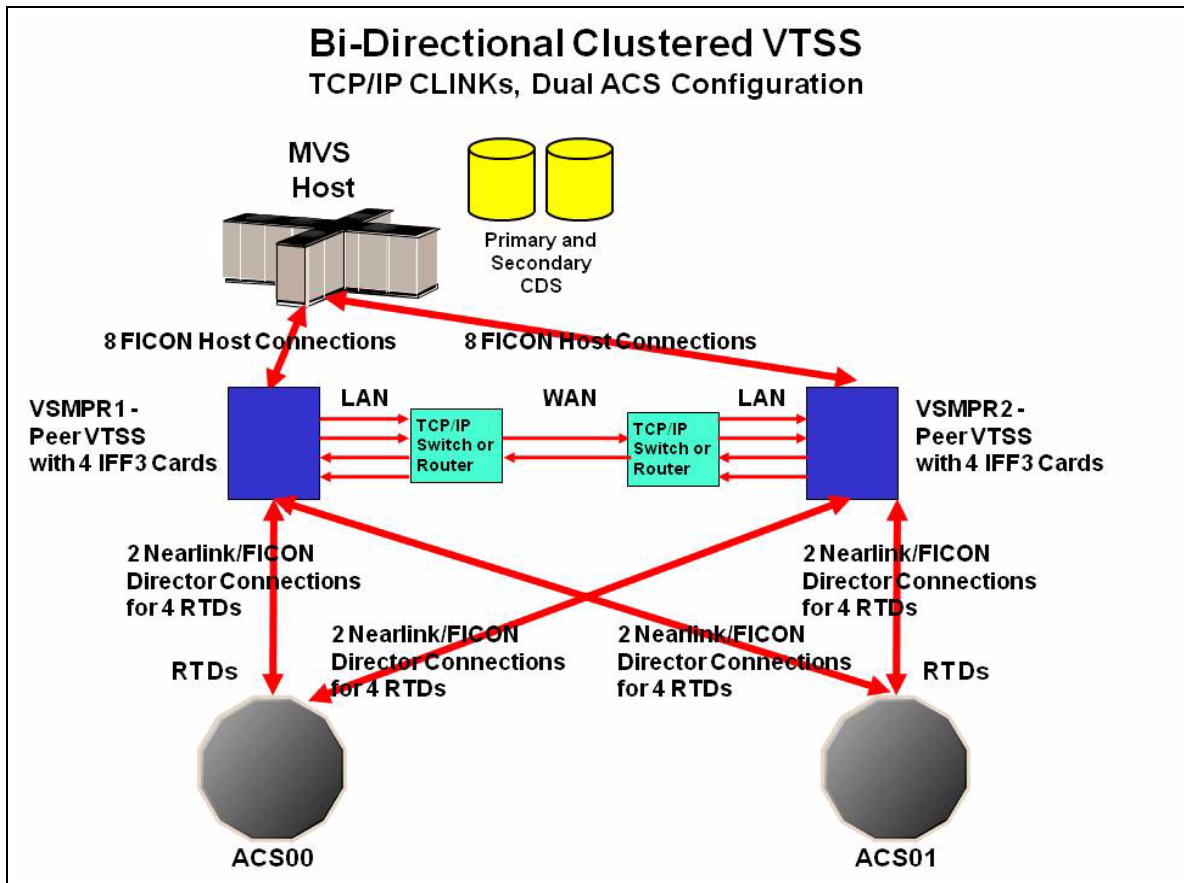 Bi-Directional Clustered VTSS
TCP/IP CLINKs, Dual ACS Configuration
MVS
Host
Primary and
Secondary
CDS
8 FICON Host Connections
8 FICON Host Connections
VSMPR1 -
Peer VTSS
with 4 IFF3 Cards
LAN
TCP/IP
Switch or
Router
WAN
TCP/IP
Switch or
Router
LAN
VSMPR2 -
Peer VTSS
with 4 IFF3 Cards
2 Nearlink/FICON
Director Connections
for 4 RTDs
2 Nearlink/FICON
Director Connections
for 4 RTDs
2 Nearlink/FICON
Director Connections
for 4 RTDs
2 Nearlink/FICON
Director Connections
for 4 RTDs
RTDs
RTDs
ACS00
ACS01